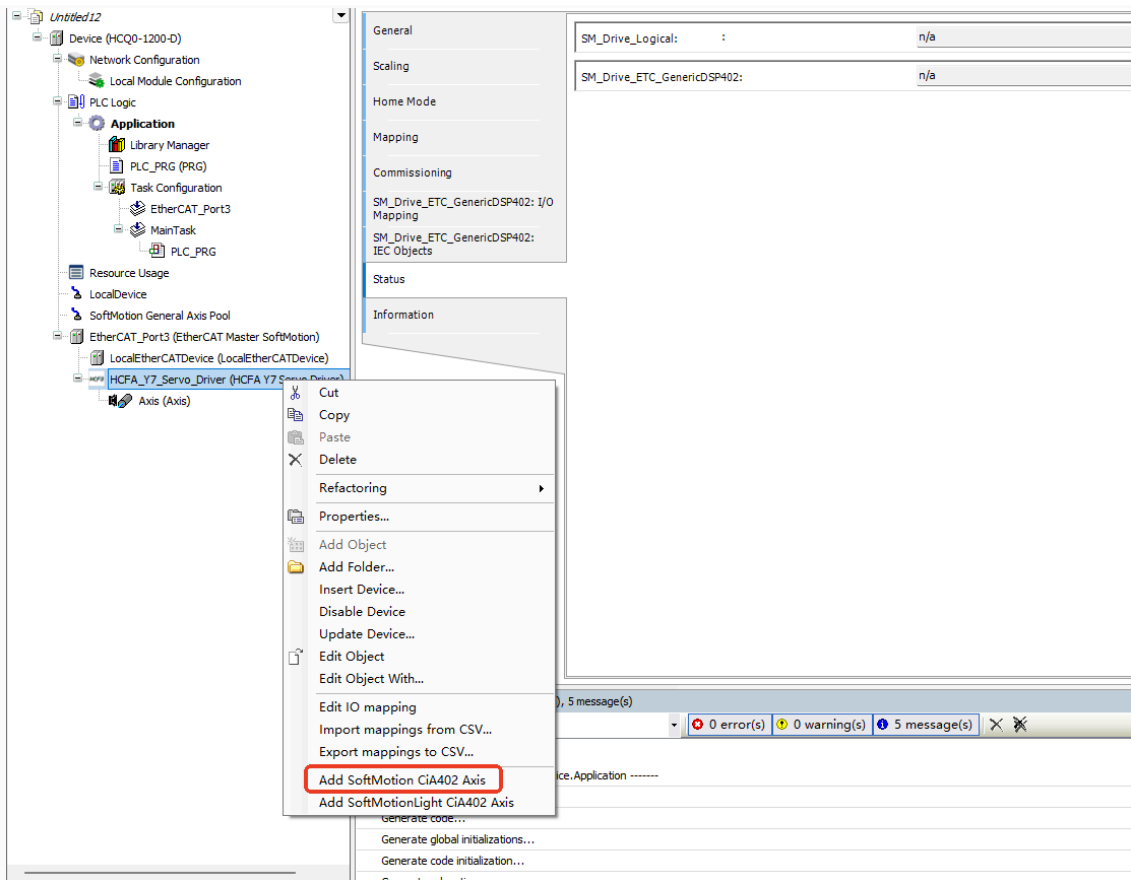 Untitled12
Device (HCQ0-1200-D)
Network Configuration
Local Module Configuration
PLC Logic
Application
Library Manager
PLC_PRG (PRG)
Task Configuration
EtherCAT_Port3
MainTask
PLC_PRG
Resource Usage
LocalDevice
SoftMotion General Axis Pool
EtherCAT_Port3 (EtherCAT Master SoftMotion)
LocalEtherCATDevice (LocalEtherCATDevice)
HCFA_Y7_Servo_Driver (HCFA Y7 Servo Driver)
Axis (Axis)
Cut
Copy
Paste
Delete
Refactoring
Properties...
Add Object
Add Folder...
Insert Device...
Disable Device
Update Device...
Edit Object
Edit Object With...
Edit IO mapping
Import mappings from CSV...
Export mappings to CSV...
Add SoftMotion CiA402 Axis
Add SoftMotionLight CiA402 Axis
General
Scaling
Home Mode
Mapping
Commissioning
SM_Drive_ETC_GenericDSP402: I/O
Mapping
SM_Drive_ETC_GenericDSP402:
IEC Objects
Status
Information
SM_Drive_Logical: : n/a
SM_Drive_ETC_GenericDSP402: n/a
), 5 message(s)
0 error(s) 0 warning(s) 5 message(s)
ice.Application -------
Generate code...
Generate global initializations...
Generate code initialization...